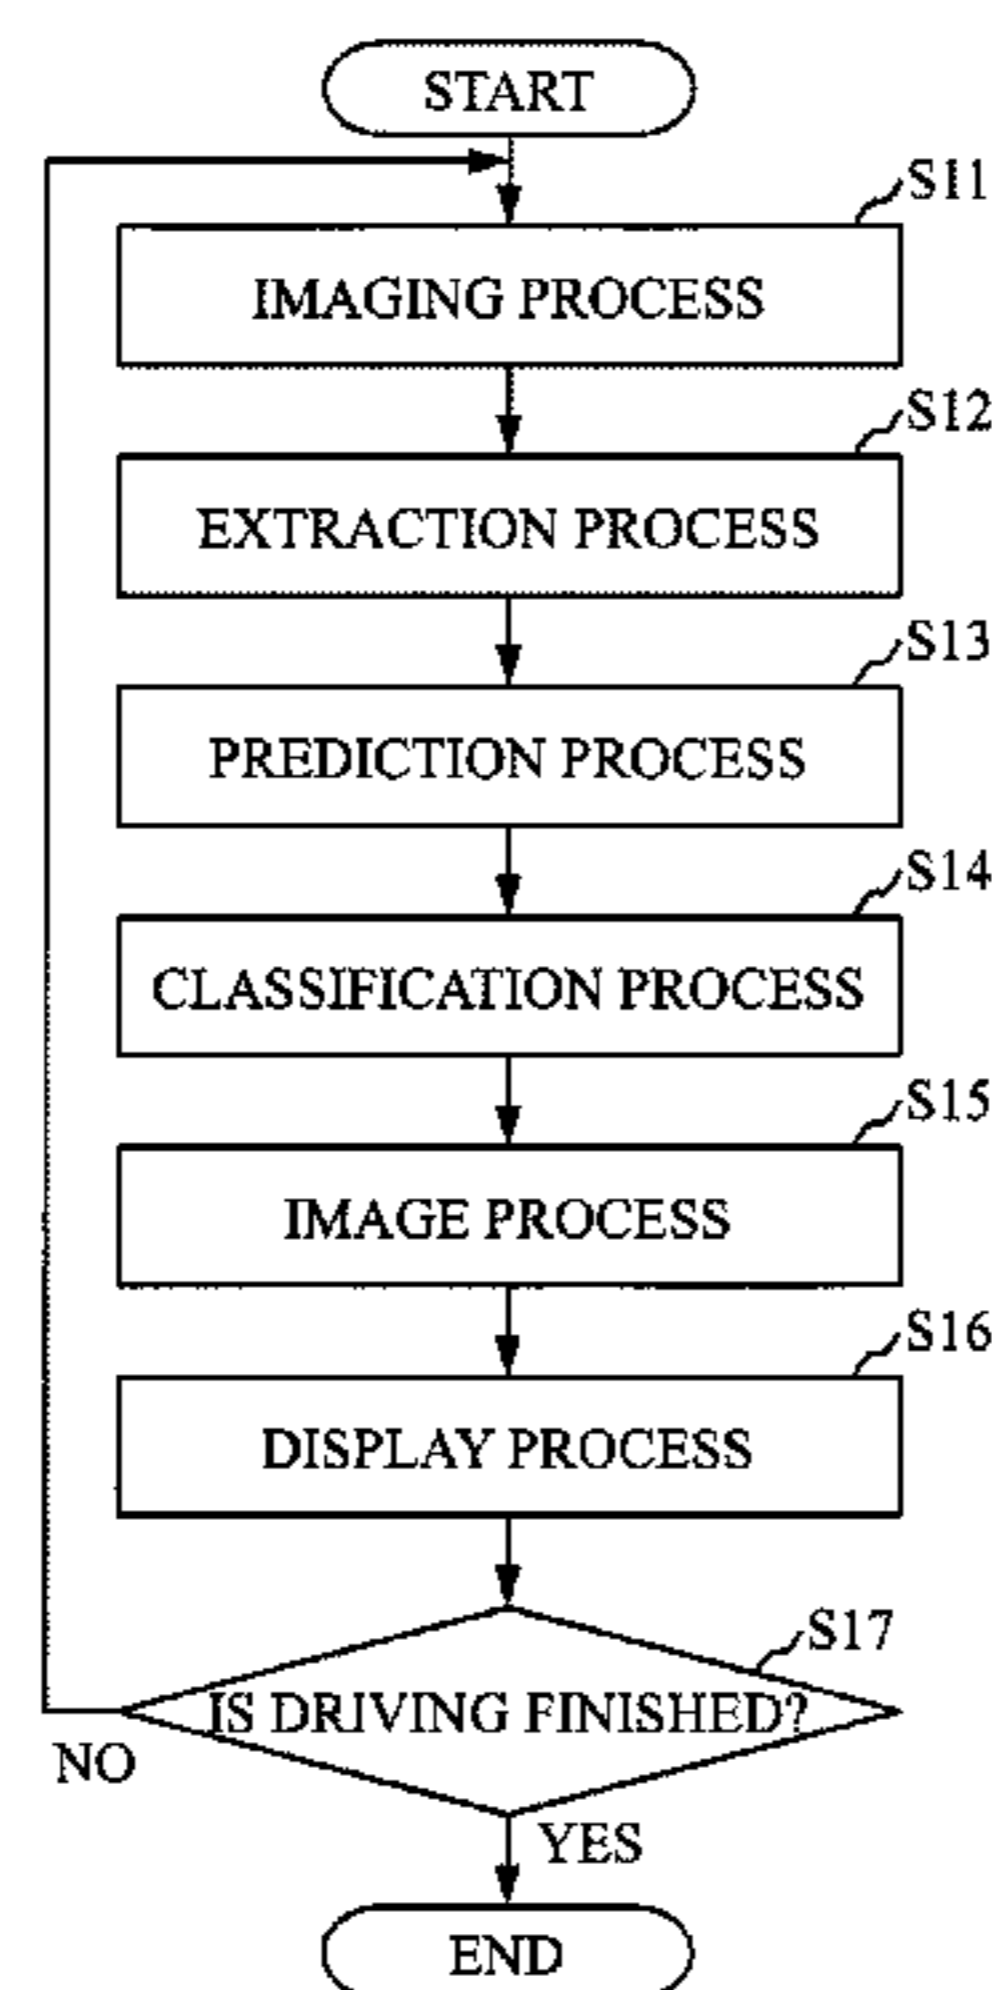 START
S11
IMAGING PROCESS
S12
EXTRACTION PROCESS
S13
PREDICTION PROCESS
S14
CLASSIFICATION PROCESS
S15
IMAGE PROCESS
S16
DISPLAY PROCESS
S17
IS DRIVING FINISHED?
NO
YES
END